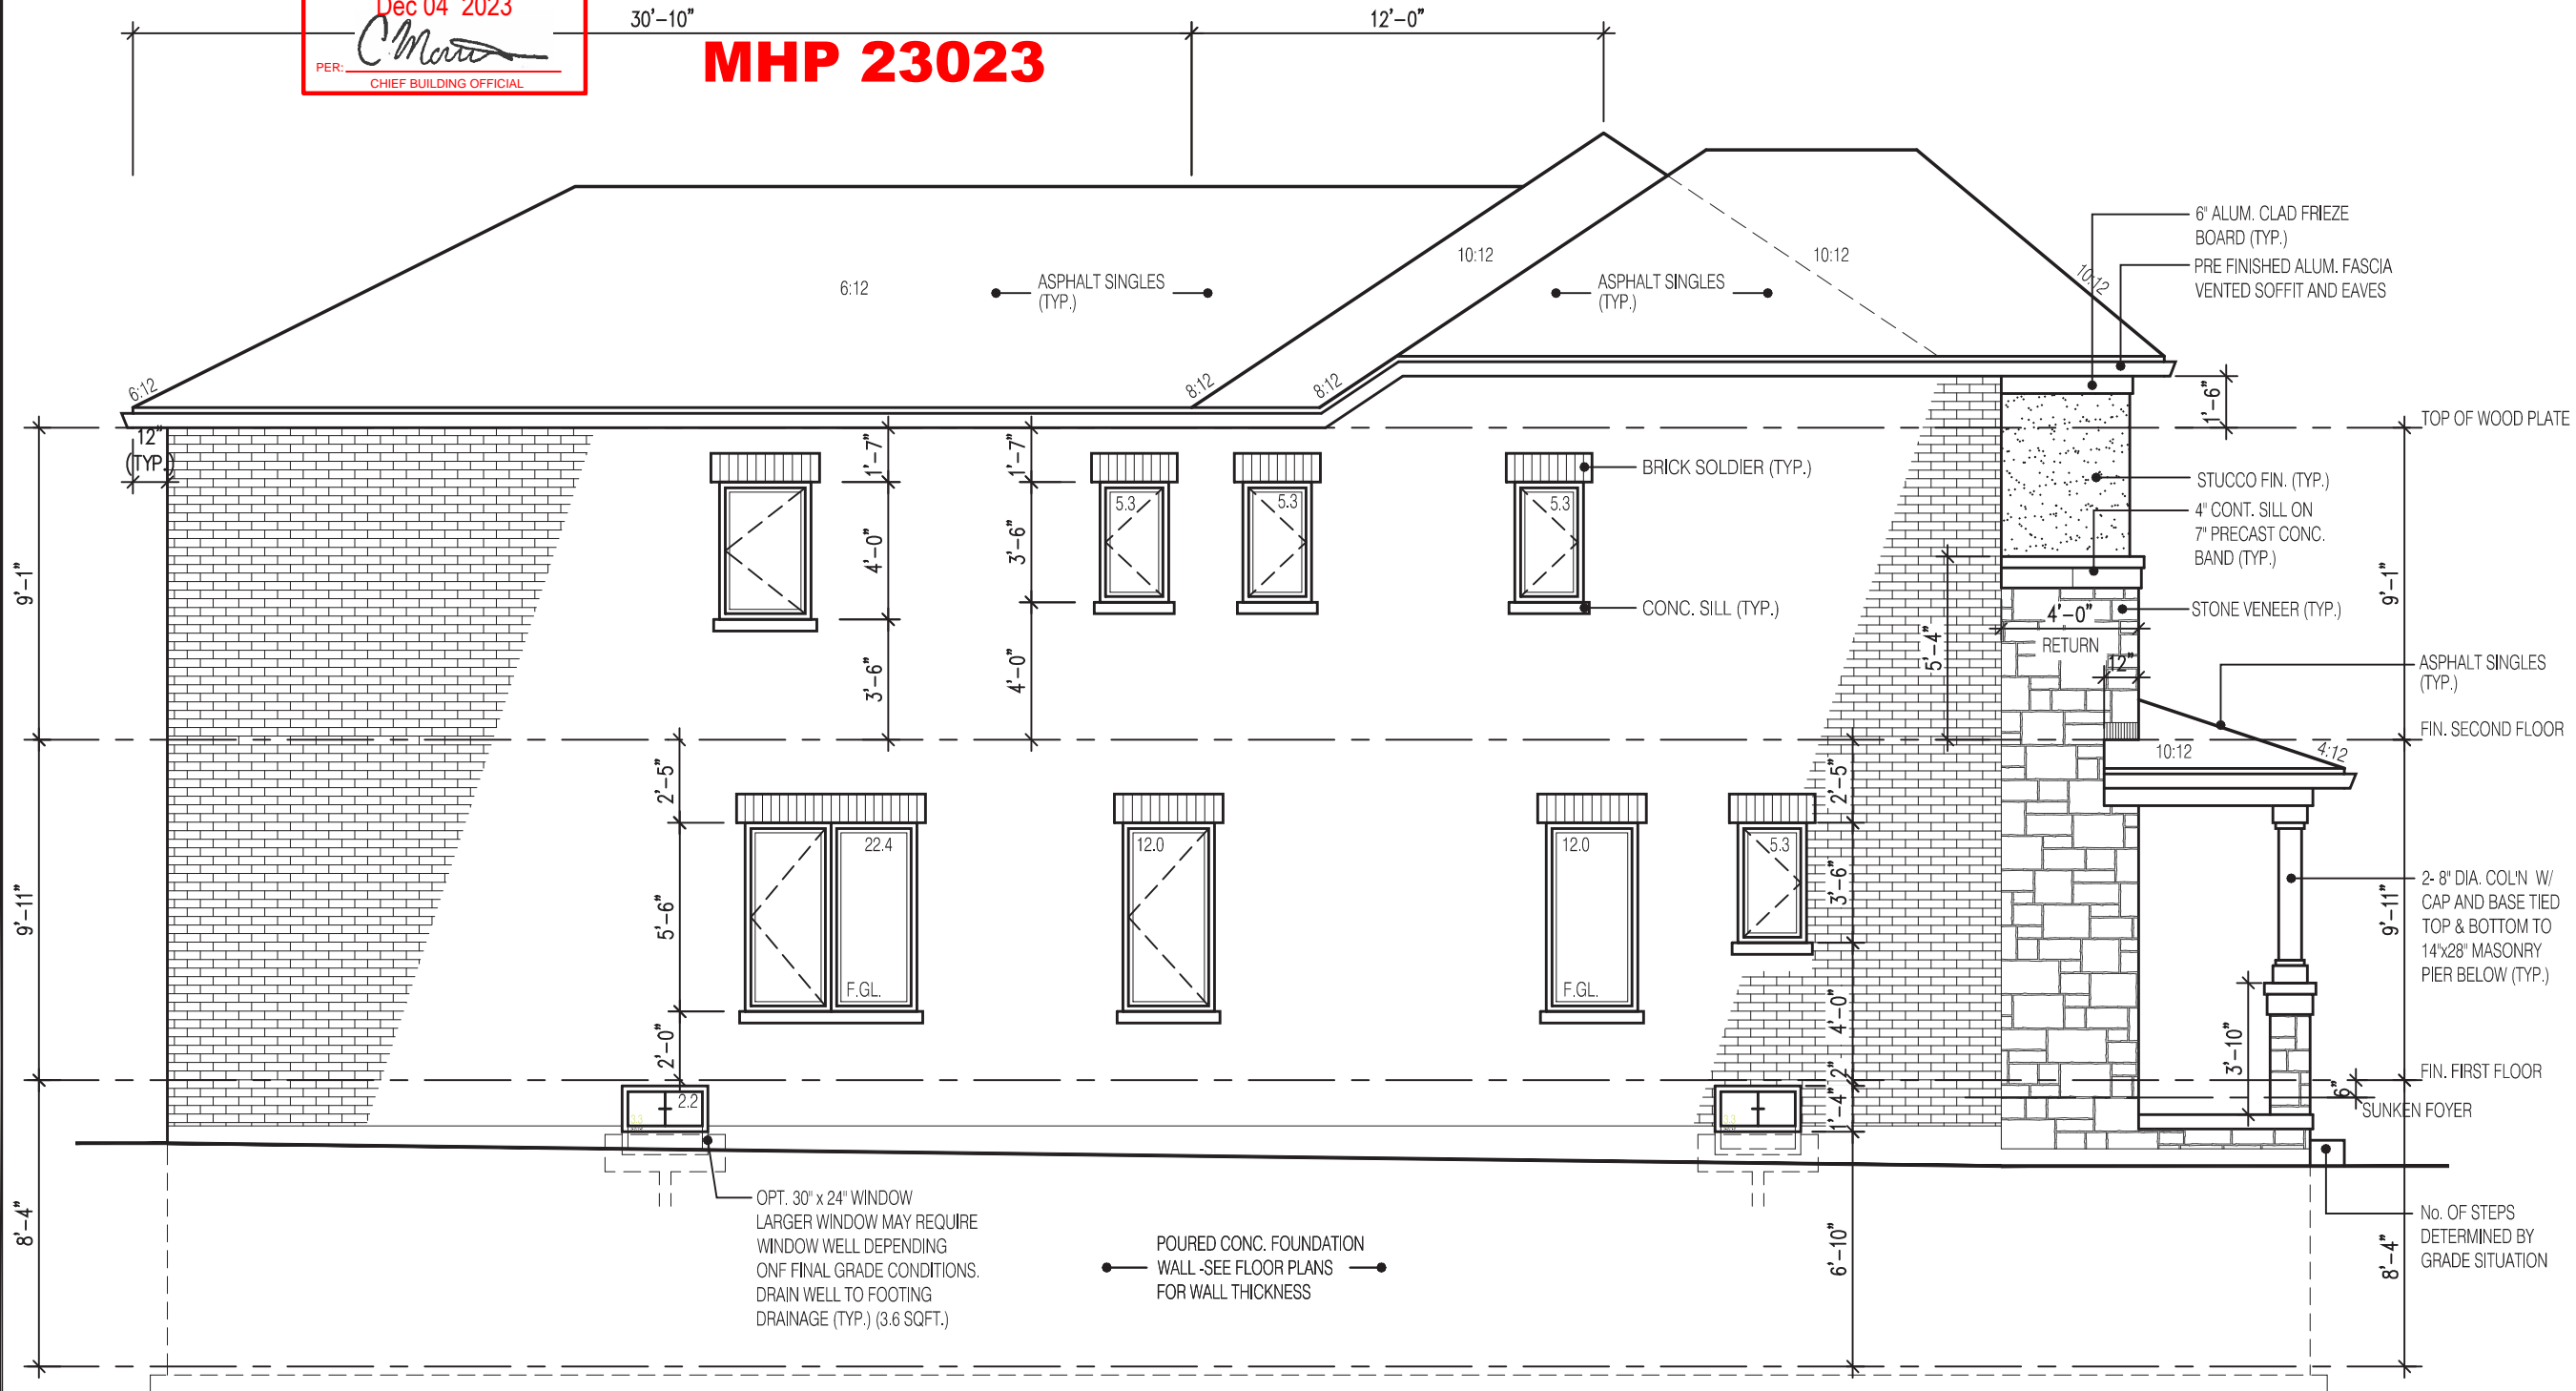 Dec 04 2023
PER:
CHIEF BUILDING OFFICIAL
MHP 23023
30'-10"
12'-0"
6:12
ASPHALT SINGLES
(TYP.)
10:12
ASPHALT SINGLES
(TYP.)
10:12
10:12
6" ALUM. CLAD FRIEZE
BOARD (TYP.)
PRE FINISHED ALUM. FASCIA
VENTED SOFFIT AND EAVES
6:12
8:12
8:12
1'-6"
TOP OF WOOD PLATE
12"
(TYP.)
1'-7"
1'-7"
BRICK SOLDIER (TYP.)
STUCCO FIN. (TYP.)
4" CONT. SILL ON
7" PRECAST CONC.
BAND (TYP.)
5.3
5.3
5.3
4'-0"
3'-6"
9'-1"
9'-1"
CONC. SILL (TYP.)
4'-0"
RETURN
STONE VENEER (TYP.)
3'-6"
4'-0"
5'-4"
12"
ASPHALT SINGLES
(TYP.)
FIN. SECOND FLOOR
10:12
4:12
2'-5"
2'-5"
22.4
12.0
12.0
5.3
9'-11"
5'-6"
3'-6"
9'-11"
2- 8" DIA. COL'N W/
CAP AND BASE TIED
TOP & BOTTOM TO
14"x28" MASONRY
PIER BELOW (TYP.)
F.GL.
F.GL.
2'-0"
4'-0"
3'-10"
2"
FIN. FIRST FLOOR
6"
SUNKEN FOYER
2.2
3.3
3.3
1'-4"
OPT. 30" x 24" WINDOW
LARGER WINDOW MAY REQUIRE
WINDOW WELL DEPENDING
ONF FINAL GRADE CONDITIONS.
DRAIN WELL TO FOOTING
DRAINAGE (TYP.) (3.6 SQFT.)
POURED CONC. FOUNDATION
WALL -SEE FLOOR PLANS
FOR WALL THICKNESS
8'-4"
6'-10"
8'-4"
No. OF STEPS
DETERMINED BY
GRADE SITUATION